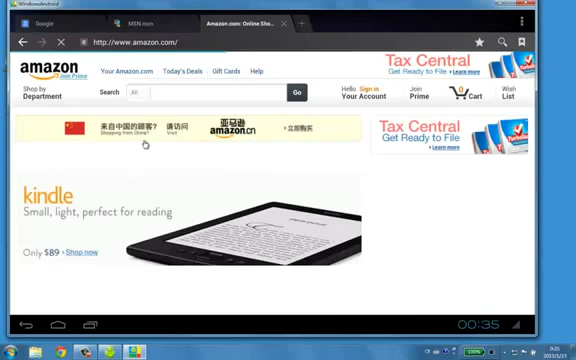 WindowsAndroid
Google
MSN.com
Amazon.com: Online Sho...
http://www.amazon.com/
amazon
Join Prime
Your Amazon.com
Today's Deals
Gift Cards
Help
Tax Central
Get Ready to File
Learn more
Shop by
Department
Search
All
Go
Hello. Sign in
Your Account
Join
Prime
0
Cart
Wish
List
来自中国的顾客?
Shopping from China?
请访问
Visit
亚马逊
amazon.cn
立即购买
Tax Central
Get Ready to File
Learn more
kindle
Small, light, perfect for reading
Only $89
Shop now
00:35
100%
0:35
2013/1/23